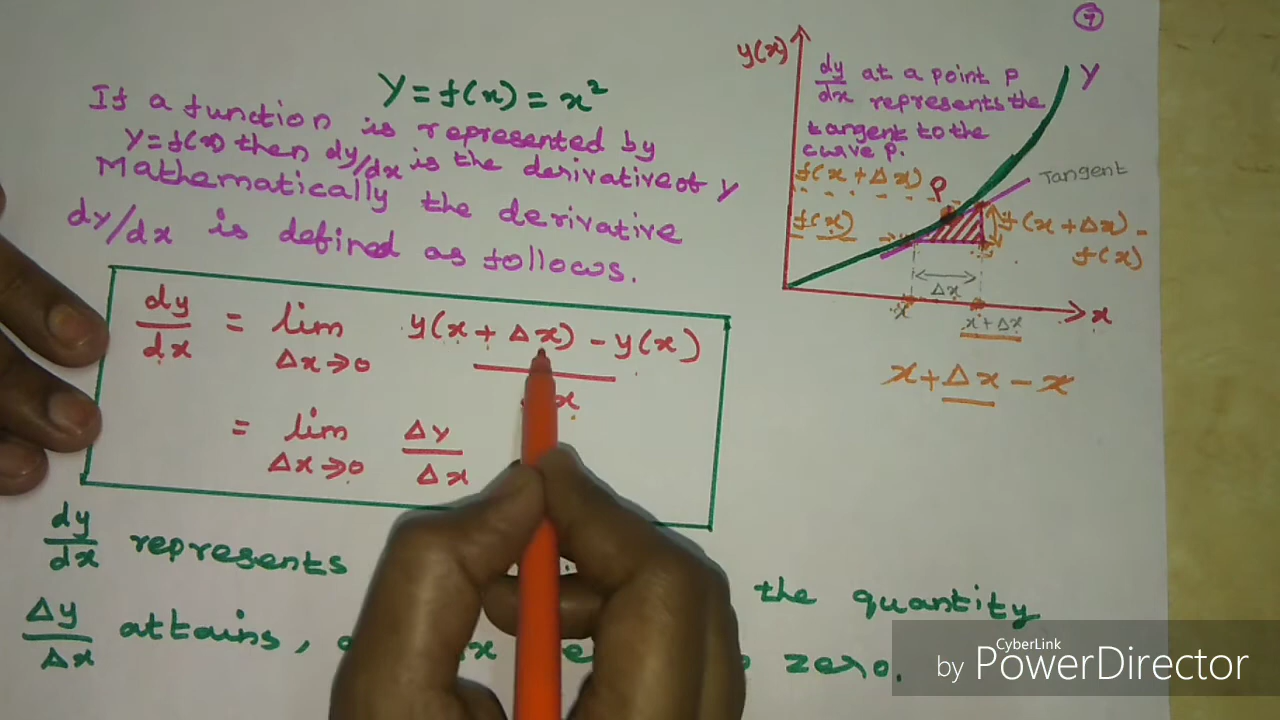 7
Y = f(x) = x²
If a function is represented by
Y=f(x) then dy/dx is the derivative of y
Mathematically the derivative
dy/dx is defined as follows.
dy/dx = lim Δx→0 y(x + Δx) - y(x) / x
= lim Δx→0 Δy/Δx
dy/dx represents
the quantity
Δy/Δx attains,
zero.
y(x)
dy/dx at a point P
represents the
tangent to the
curve P.
Y
f(x + Δx)
P
Tangent
f(x)
f(x + Δx) -
f(x)
Δx
x
x + Δx
x
x + Δx - x
CyberLink
by PowerDirector